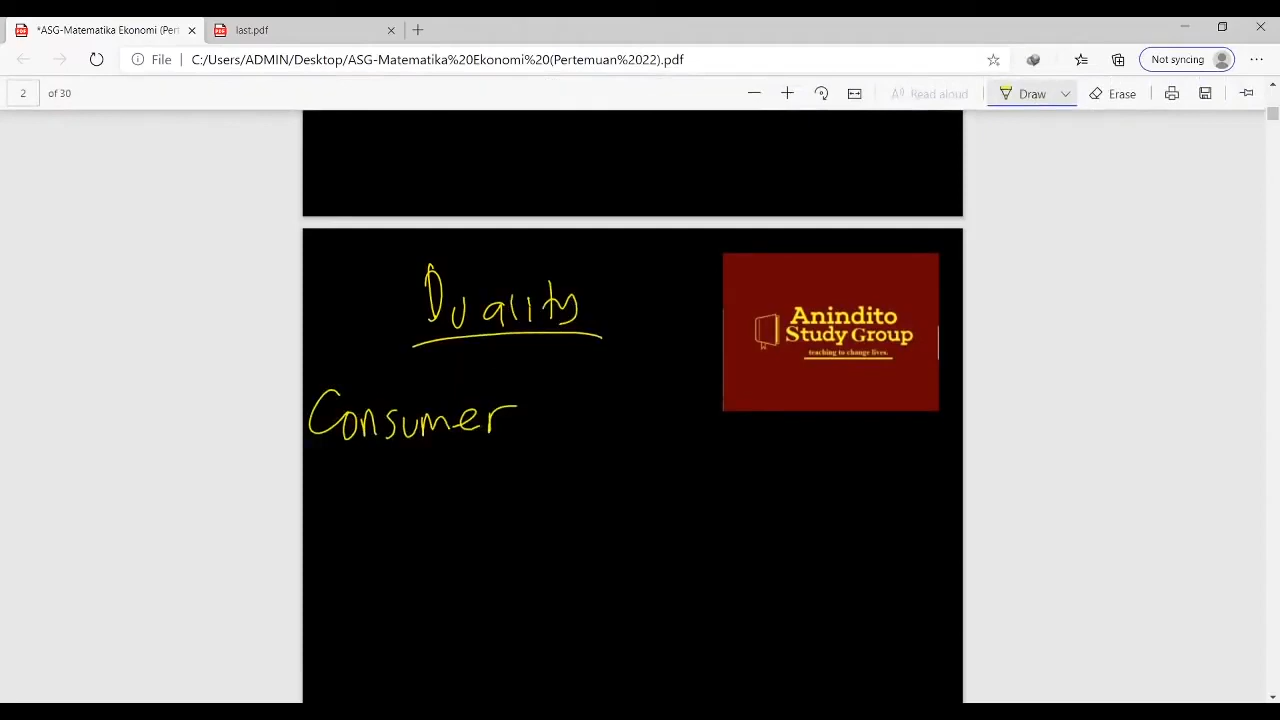 *ASG-Matematika Ekonomi (Pert
last.pdf
File
C:/Users/ADMIN/Desktop/ASG-Matematika%20Ekonomi%20(Pertemuan%2022).pdf
Not syncing
2 of 30
Read aloud
Draw
Erase
Duality
Anindito
Study Group
teaching to change lives.
Consumer